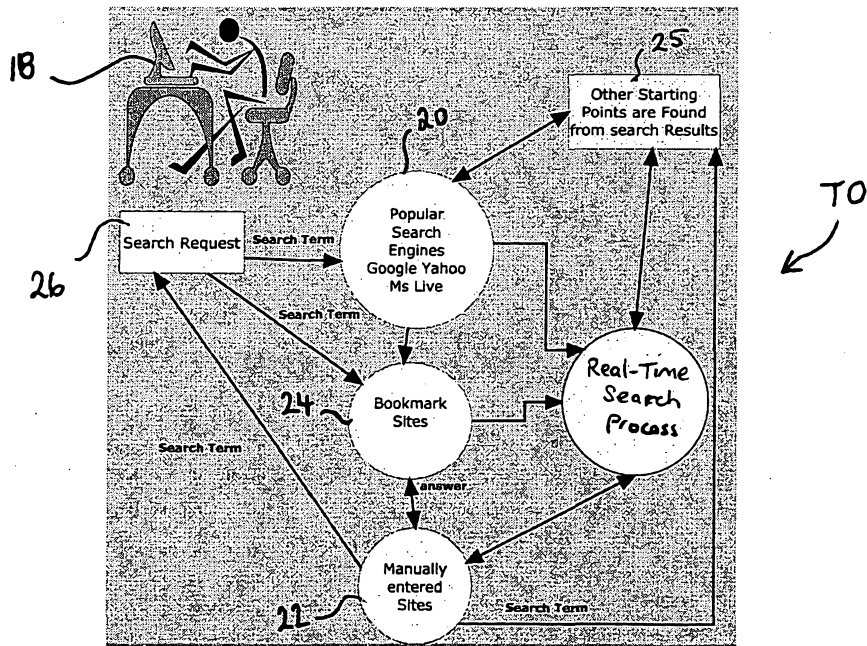 18
25
Other Starting
Points are Found
from search Results
20
TO
Popular
Search
Engines
Google Yahoo
Ms Live
Search Request
Search Term
26
Search Term
Real-Time
Search
Process
24
Bookmark
Sites
Search Term
answer
Manually
entered
Sites
22
Search Term